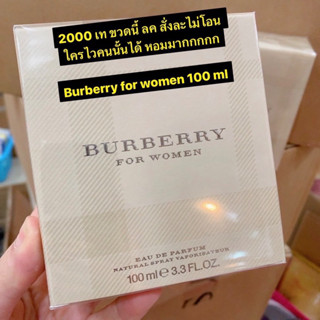 2000 เท ขวดนี้ ลค สั่งละไม่โอน
ใครไวคนนั้นได้ หอมมากกกกก
Burberry for women 100 ml
BURBERRY
FOR WOMEN
EAU DE PARFUM
NATURAL SPRAY VAPORISATEUR
100 ml ℮ 3.3 FL.OZ.